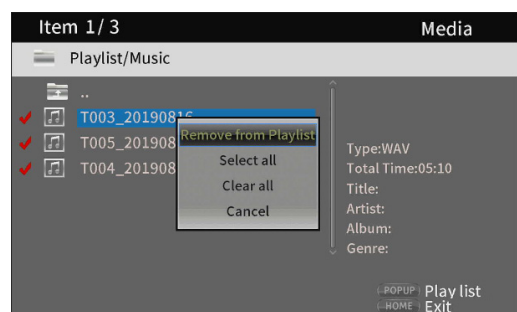 Item 1/ 3
Media
Playlist/Music
..
T003_20190816
T005_201908
T004_201908
Remove from Playlist
Select all
Clear all
Cancel
Type:WAV
Total Time:05:10
Title:
Artist:
Album:
Genre:
POPUP Play list
HOME Exit